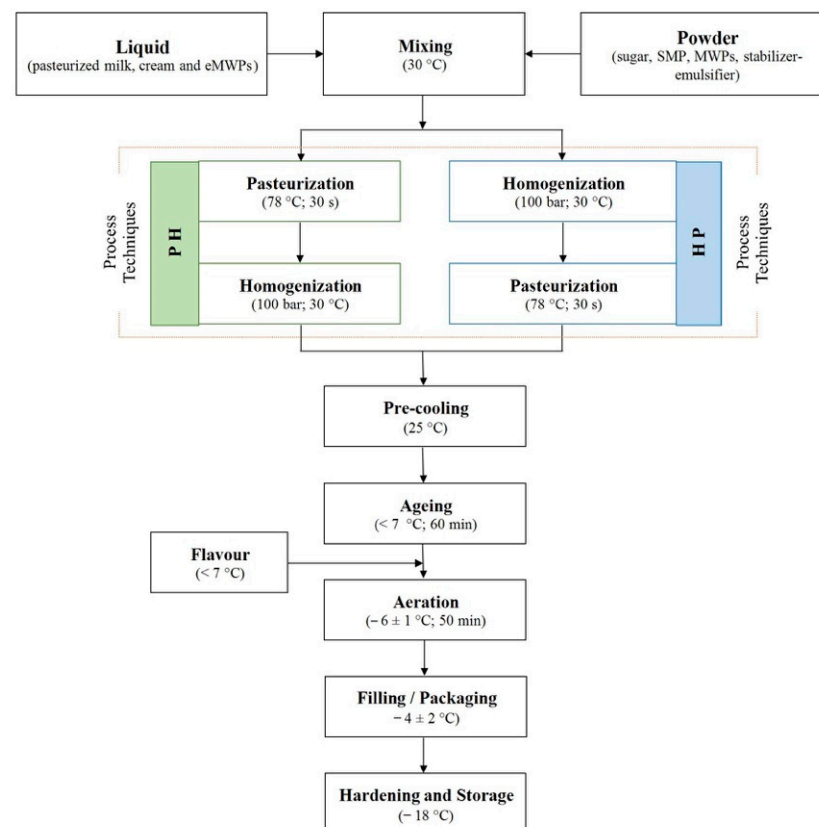 Liquid
(pasteurized milk, cream and eMWPs)
Mixing
(30 °C)
Powder
(sugar, SMP, MWPs, stabilizer-
emulsifier)
Process
Techniques
P H
Pasteurization
(78 °C; 30 s)
Homogenization
(100 bar; 30 °C)
Homogenization
(100 bar; 30 °C)
Pasteurization
(78 °C; 30 s)
H P
Process
Techniques
Pre-cooling
(25 °C)
Ageing
(< 7 °C; 60 min)
Flavour
(< 7 °C)
Aeration
(– 6 ± 1 °C; 50 min)
Filling / Packaging
– 4 ± 2 °C)
Hardening and Storage
(– 18 °C)